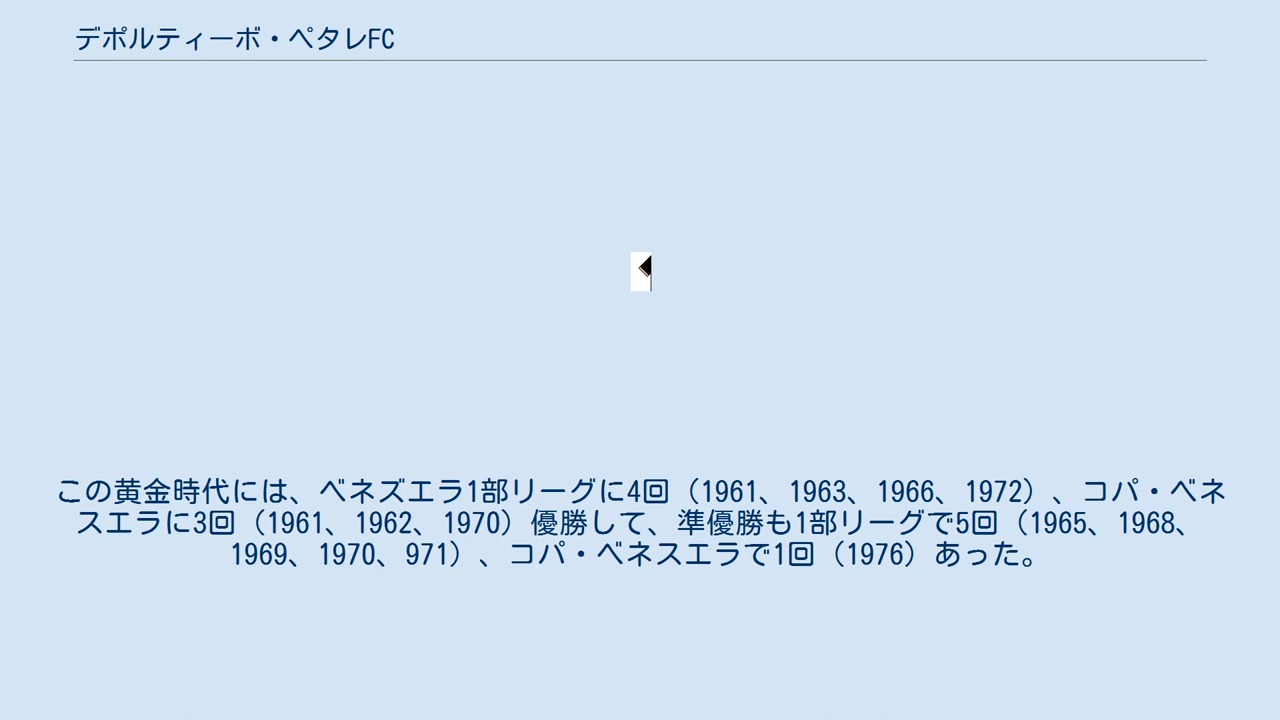 デポルティーボ・ペタレFC
この黄金時代には、ベネズエラ1部リーグに4回（1961、1963、1966、1972）、コパ・ベネ
スエラに3回（1961、1962、1970）優勝して、準優勝も1部リーグで5回（1965、1968、
1969、1970、971）、コパ・ベネスエラで1回（1976）あった。